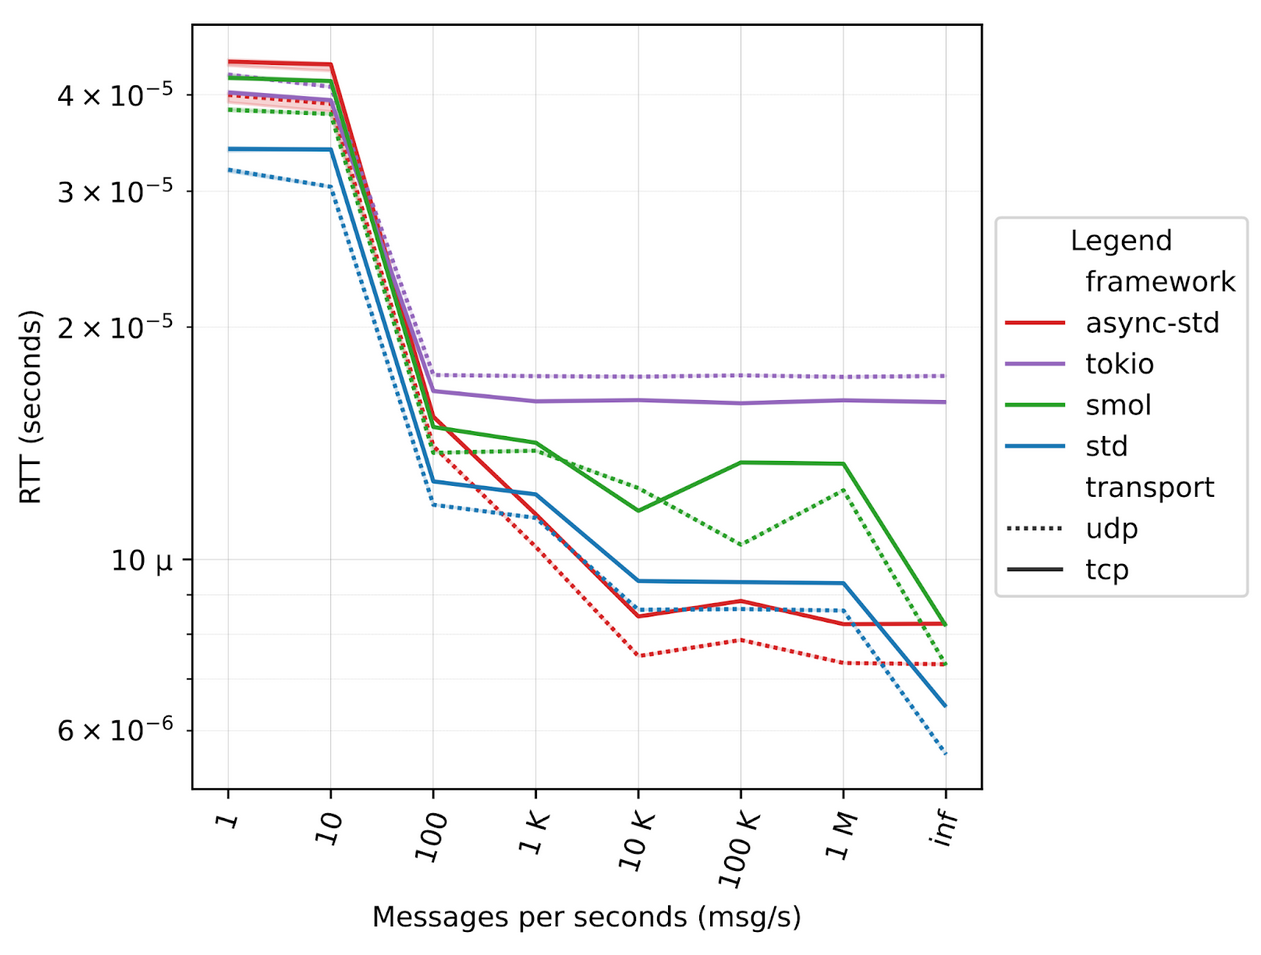 4 × 10⁻⁵
3 × 10⁻⁵
2 × 10⁻⁵
10 μ
6 × 10⁻⁶
RTT (seconds)
1
10
100
1 K
10 K
100 K
1 M
inf
Messages per seconds (msg/s)
Legend
framework
async-std
tokio
smol
std
transport
udp
tcp